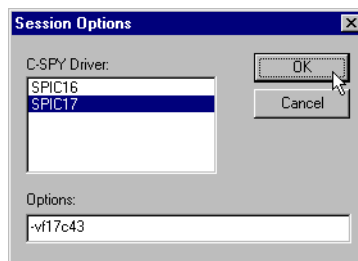 Session Options
C-SPY Driver:
SPIC16
SPIC17
OK
Cancel
Options:
-vf17c43